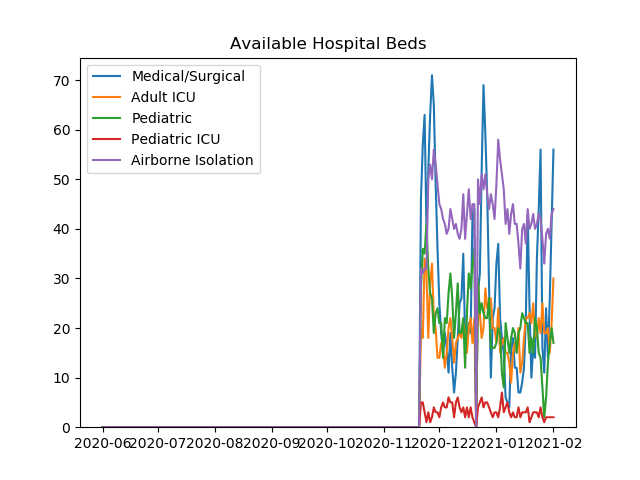 Available Hospital Beds
Medical/Surgical
Adult ICU
Pediatric
Pediatric ICU
Airborne Isolation
70
60
50
40
30
20
10
0
2020-06 2020-07 2020-08 2020-09 2020-10 2020-11 2020-12 2021-01 2021-02